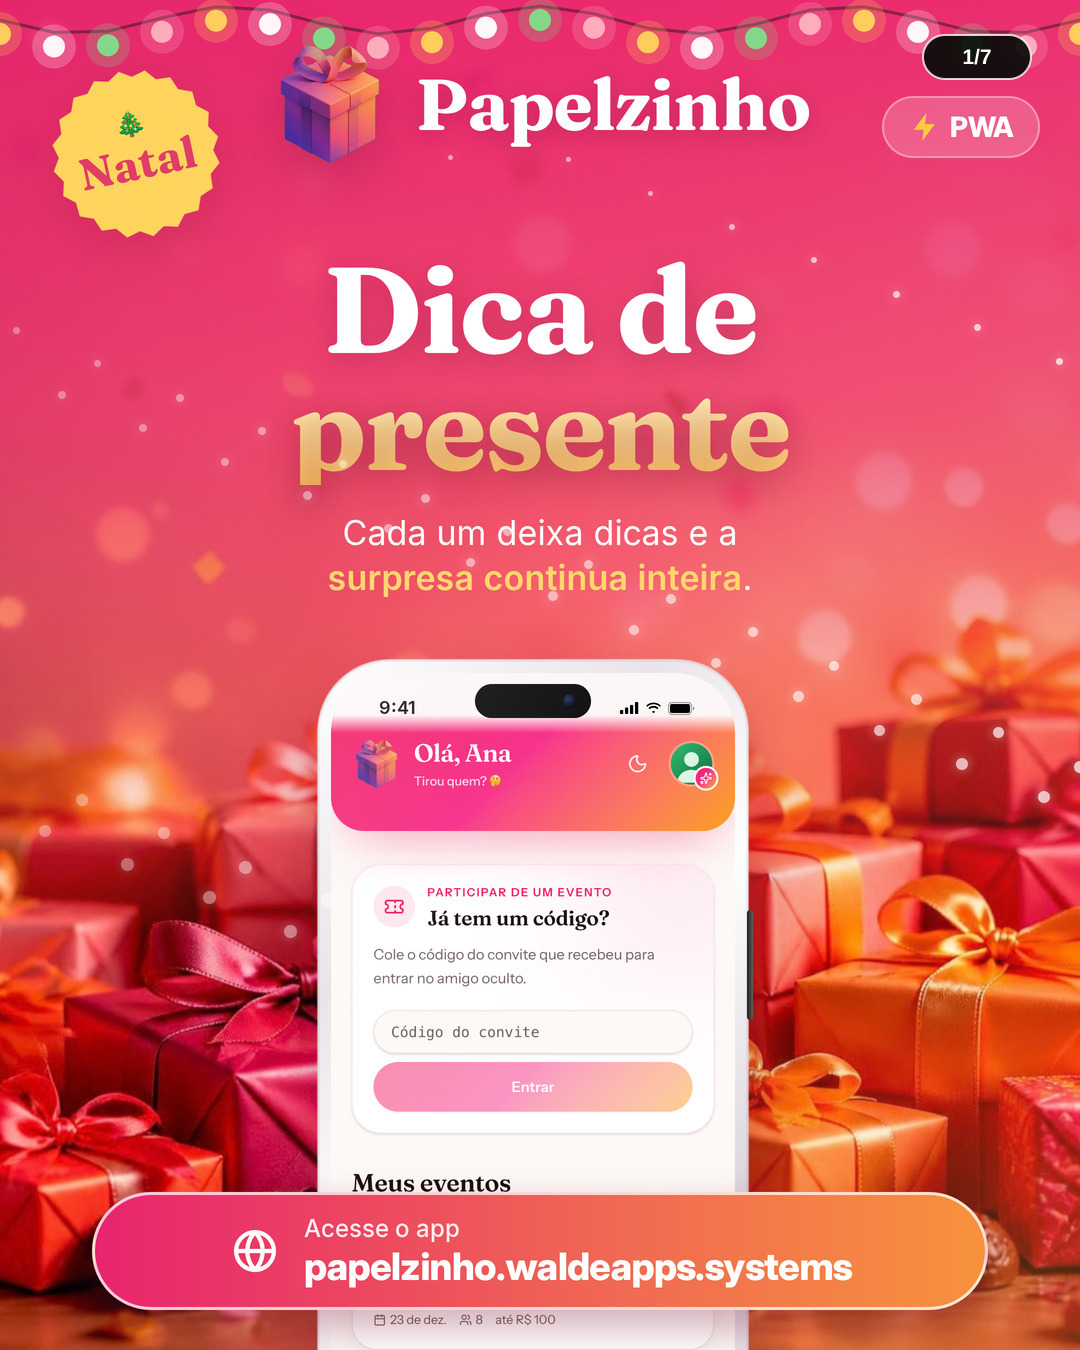 1/7
Natal
Papelzinho
PWA
Dica de
presente
Cada um deixa dicas e a
surpresa continua inteira.
9:41
Olá, Ana
Tirou quem? 🤔
PARTICIPAR DE UM EVENTO
Já tem um código?
Cole o código do convite que recebeu para
entrar no amigo oculto.
Código do convite
Entrar
Meus eventos
Acesse o app
papelzinho.waldeapps.systems
23 de dez. 8 até R$ 100